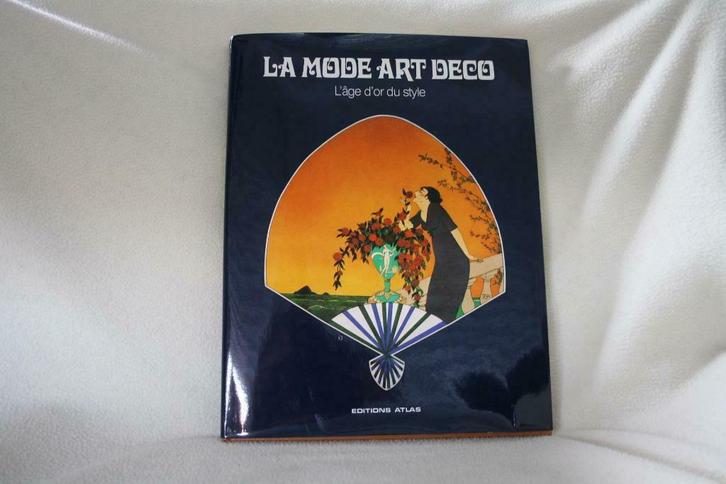 LA MODE ART DECO
L'âge d'or du style
EDITIONS ATLAS